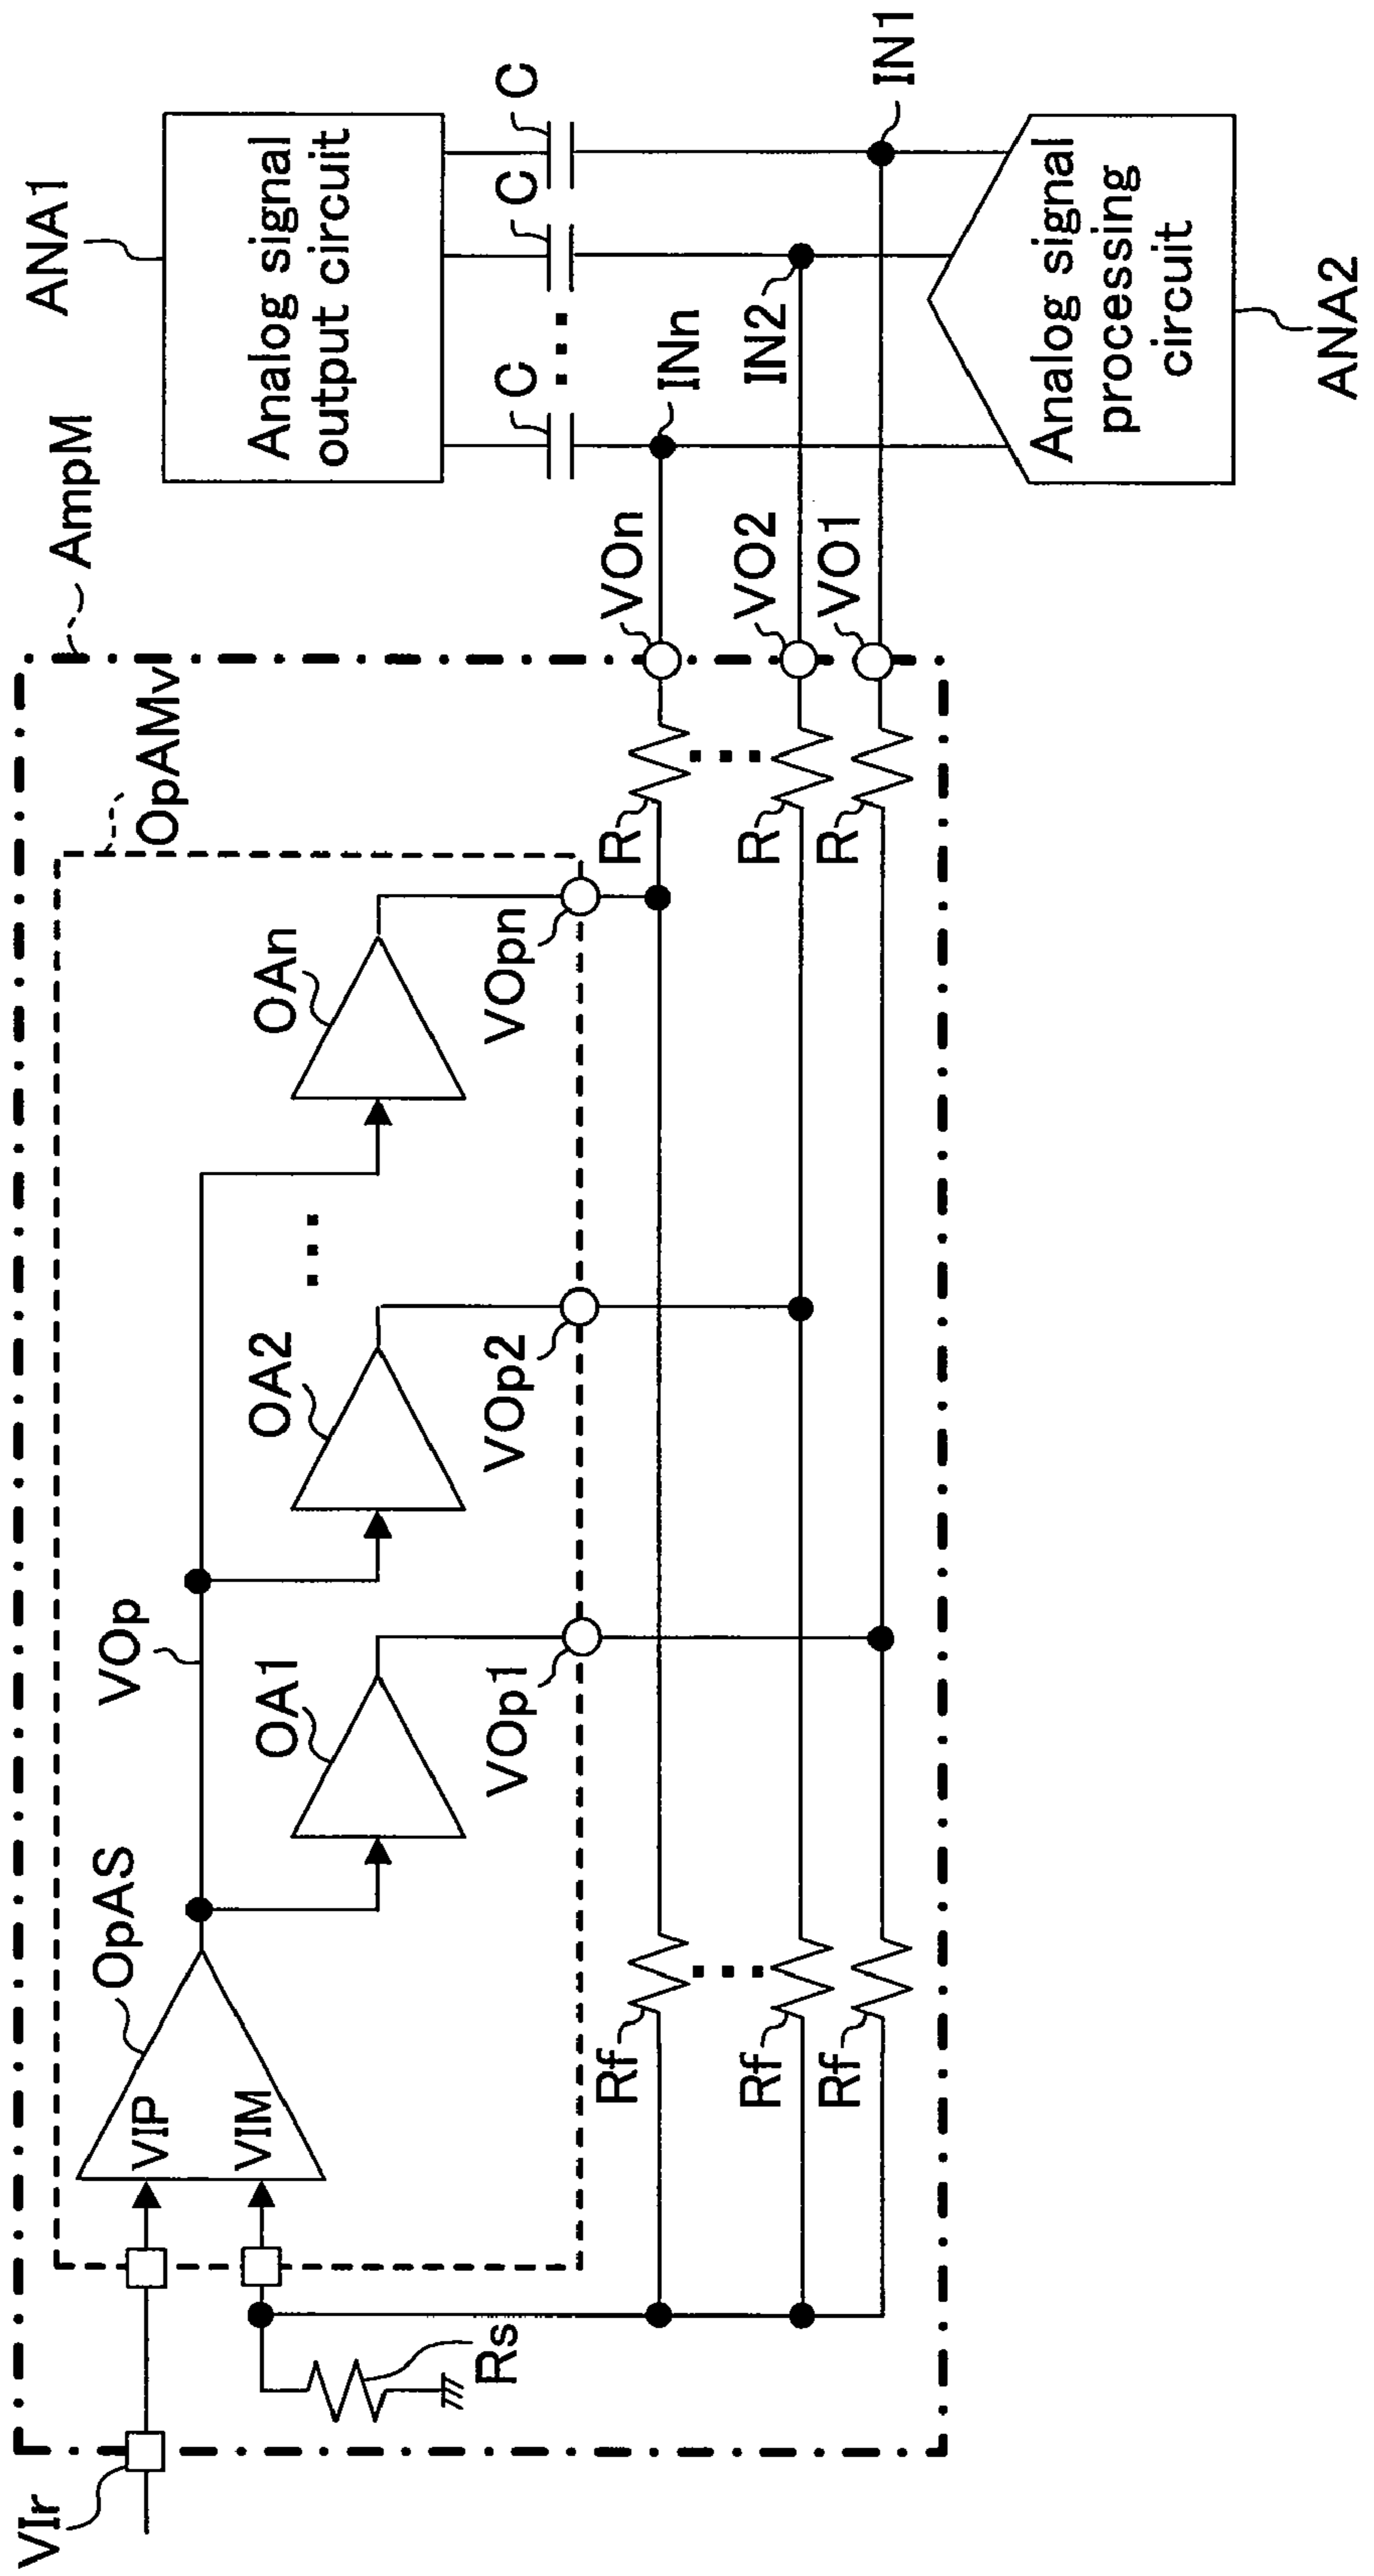 VIr
AmpM
OpAMv
OpAS
VIP
VIM
VOp
OA1
OA2
OAn
VOp1
VOp2
VOpn
Rs
Rf
Rf
Rf
R
R
R
VOn
VO2
VO1
ANA1
Analog signal
output circuit
C
C
C
INn
IN2
IN1
Analog signal
processing
circuit
ANA2